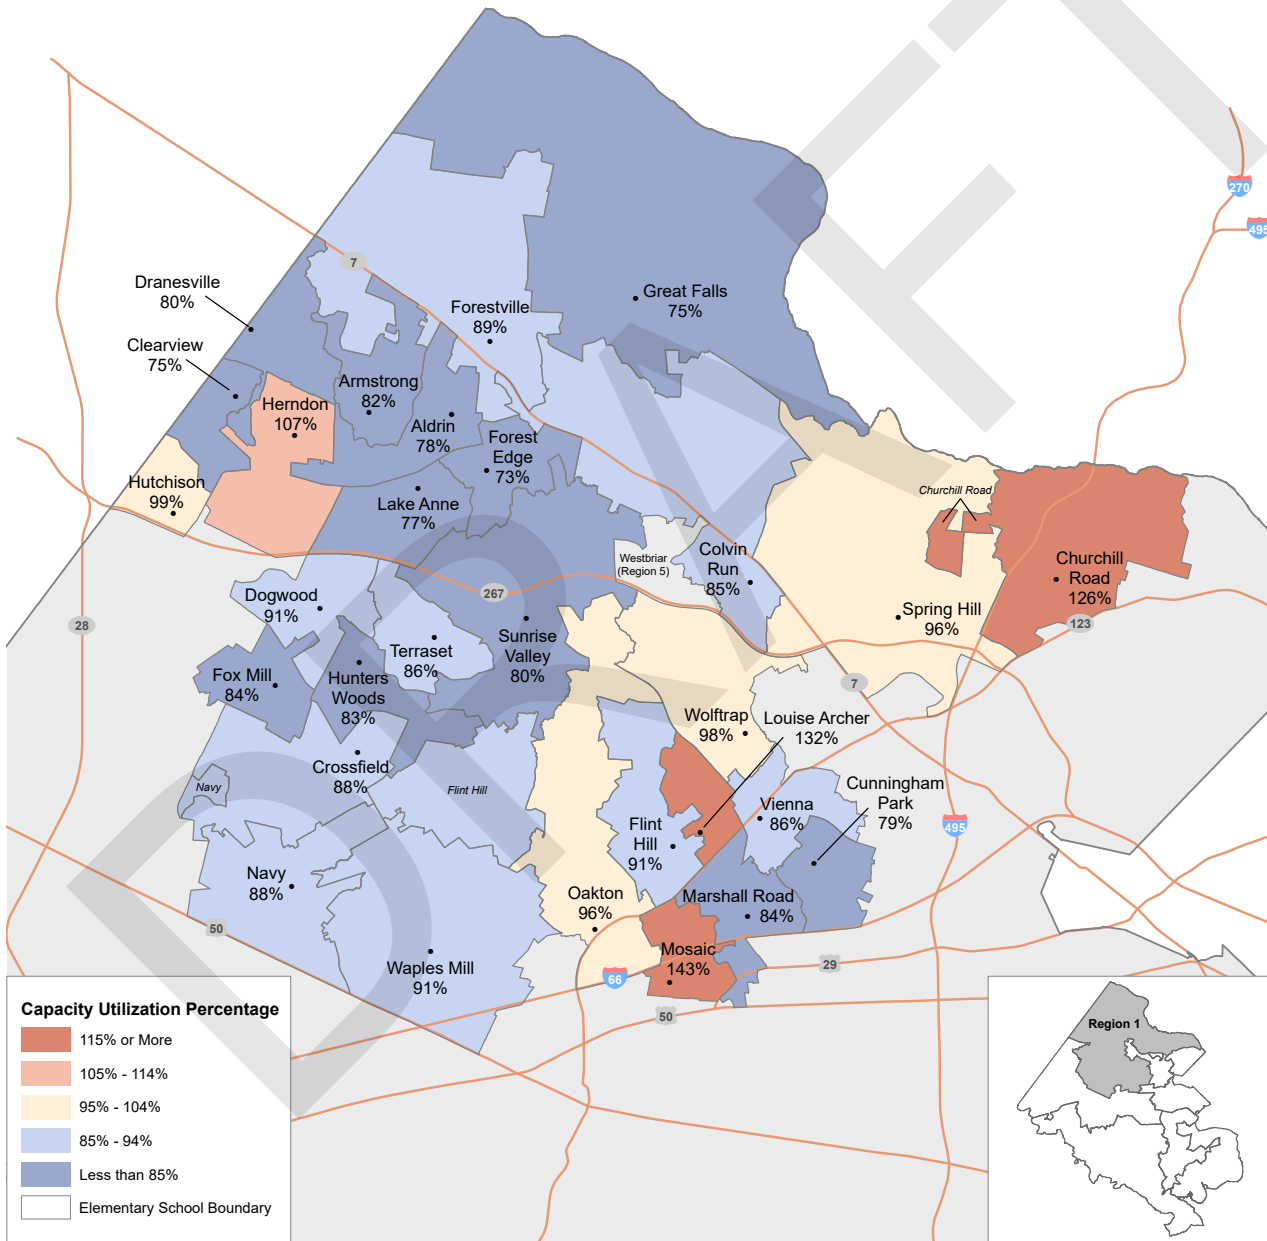 270
495
7
Dranesville
80%
Great Falls
75%
Forestville
89%
Clearview
75%
Armstrong
82%
Herndon
107%
Aldrin
78%
Forest
Edge
73%
Hutchison
99%
Lake Anne
77%
Churchill Road
Westbriar
(Region 5)
Colvin
Run
85%
Churchill
Road
126%
267
Dogwood
91%
Spring Hill
96%
28
123
Terraset
86%
Sunrise
Valley
80%
Fox Mill
84%
Hunters
Woods
83%
7
Wolftrap
98%
Louise Archer
132%
Crossfield
88%
Navy
Flint Hill
Cunningham
Park
79%
Vienna
86%
495
Flint
Hill
91%
Navy
88%
Oakton
96%
Marshall Road
84%
50
Mosaic
143%
Waples Mill
91%
66
29
50
Capacity Utilization Percentage
115% or More
105% - 114%
95% - 104%
85% - 94%
Less than 85%
Elementary School Boundary
Region 1
DRAFT